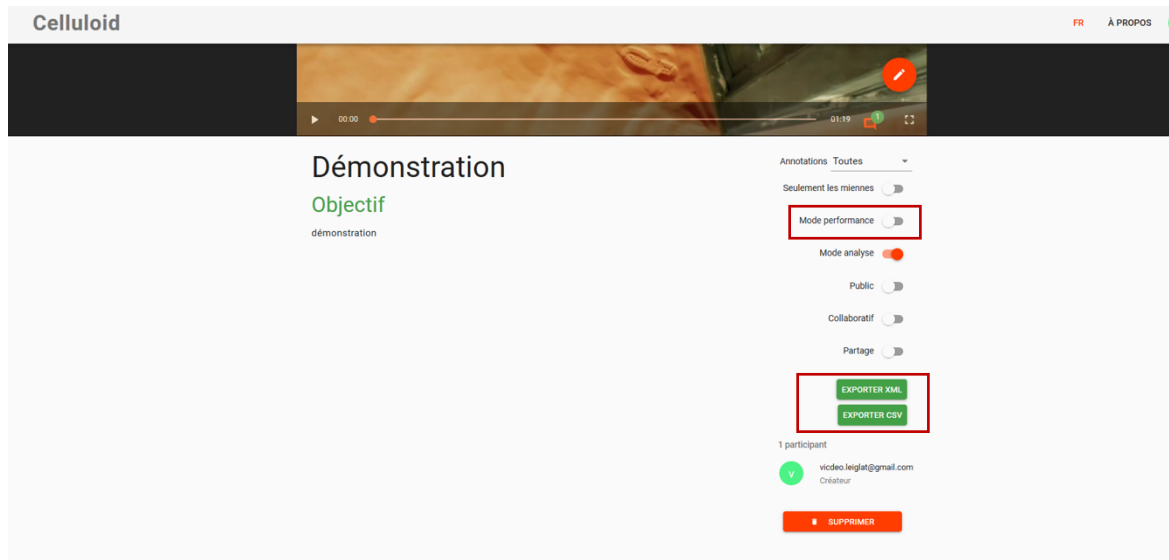 Celluloid
FR À PROPOS
00:00 01:19 1
Démonstration
Objectif
démonstration
Annotations Toutes
Seulement les miennes
Mode performance
Mode analyse
Public
Collaboratif
Partage
EXPORTER XML
EXPORTER CSV
1 participant
V
vicdeo.leiglat@gmail.com
Créateur
SUPPRIMER